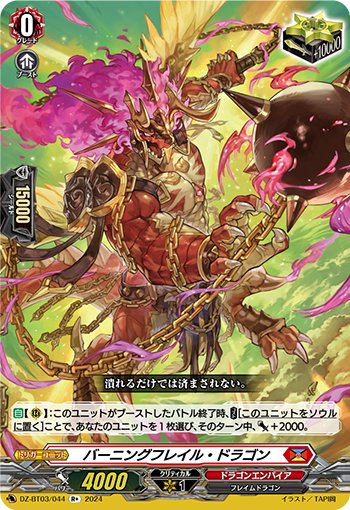 0
グレード
+10000
ブースト
15000
シールド
潰れるだけでは済まされない。
自【R】：このユニットがブーストしたバトル終了時、【このユニットをソウル
に置く】ことで、あなたのユニットを１枚選び、そのターン中、+2000。
トリガーユニット
バーニングフレイル・ドラゴン
パワー
4000
クリティカル
1
ドラゴンエンパイア
フレイムドラゴン
DZ-BT03/044 R+ 2024
イラスト／TAPI岡